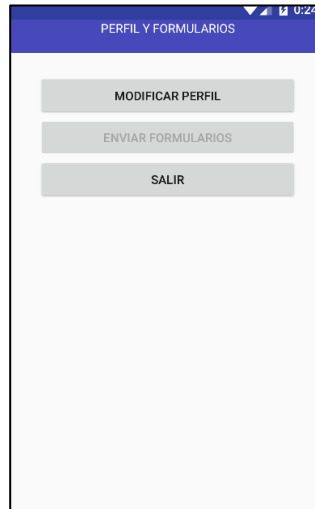 0:24
PERFIL Y FORMULARIOS
MODIFICAR PERFIL
ENVIAR FORMULARIOS
SALIR